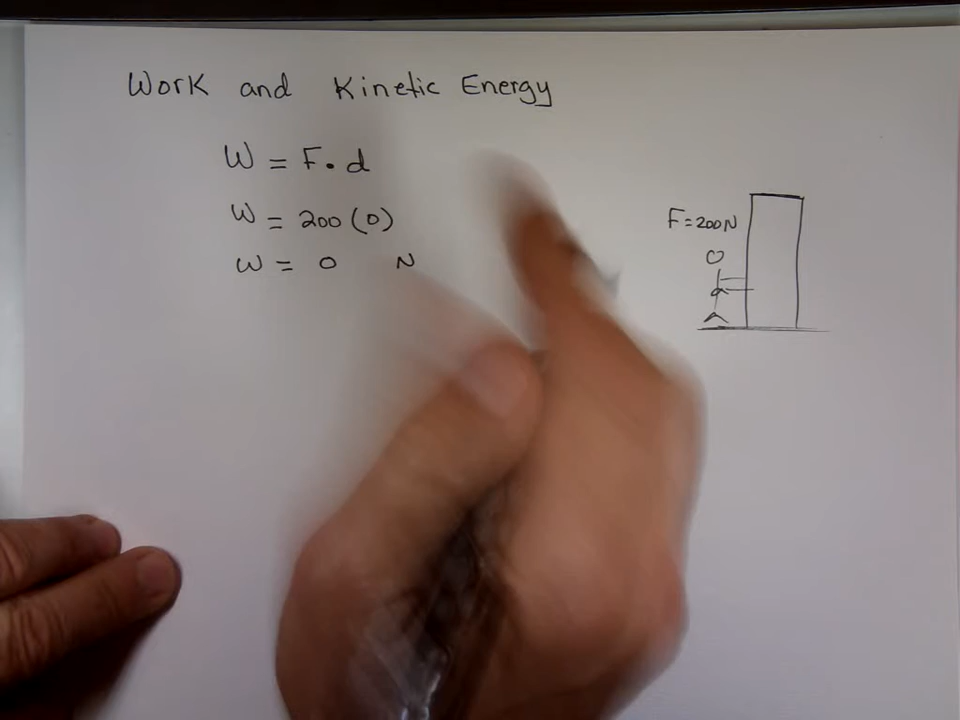 Work and Kinetic Energy
W = F • d
W = 200 (0)
W = 0 N
F = 200 N